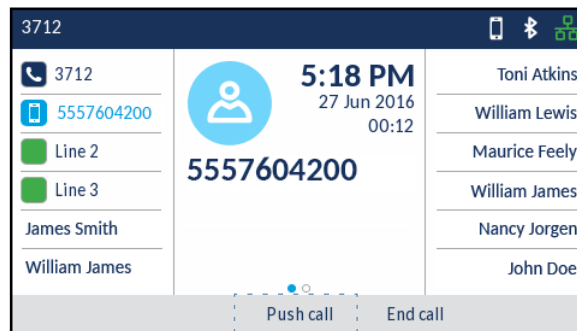 3712
3712
5557604200
Line 2
Line 3
James Smith
William James
5:18 PM
27 Jun 2016
00:12
5557604200
Toni Atkins
William Lewis
Maurice Feely
William James
Nancy Jorgen
John Doe
Push call
End call